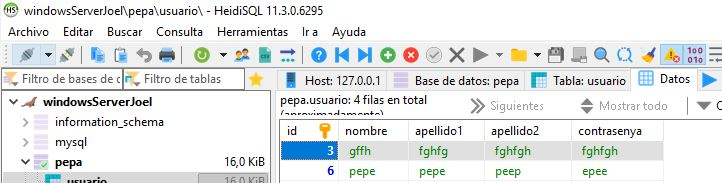 windowsServerJoel\pepa\usuario\ - HeidiSQL 11.3.0.6295
Archivo Editar Buscar Consulta Herramientas Ir a Ayuda
Filtro de bases de d Filtro de tablas Host: 127.0.0.1 Base de datos: pepa Tabla: usuario Datos
windowsServerJoel pepa.usuario: 4 filas en total Siguientes Mostrar todo
(aproximadamente)
information_schema id nombre apellido1 apellido2 contrasenya
mysql 3 gffh fghfg fghfgh fghfgh
pepa 16,0 KiB 6 pepe pepe peep epee
usuario 16,0 KiB